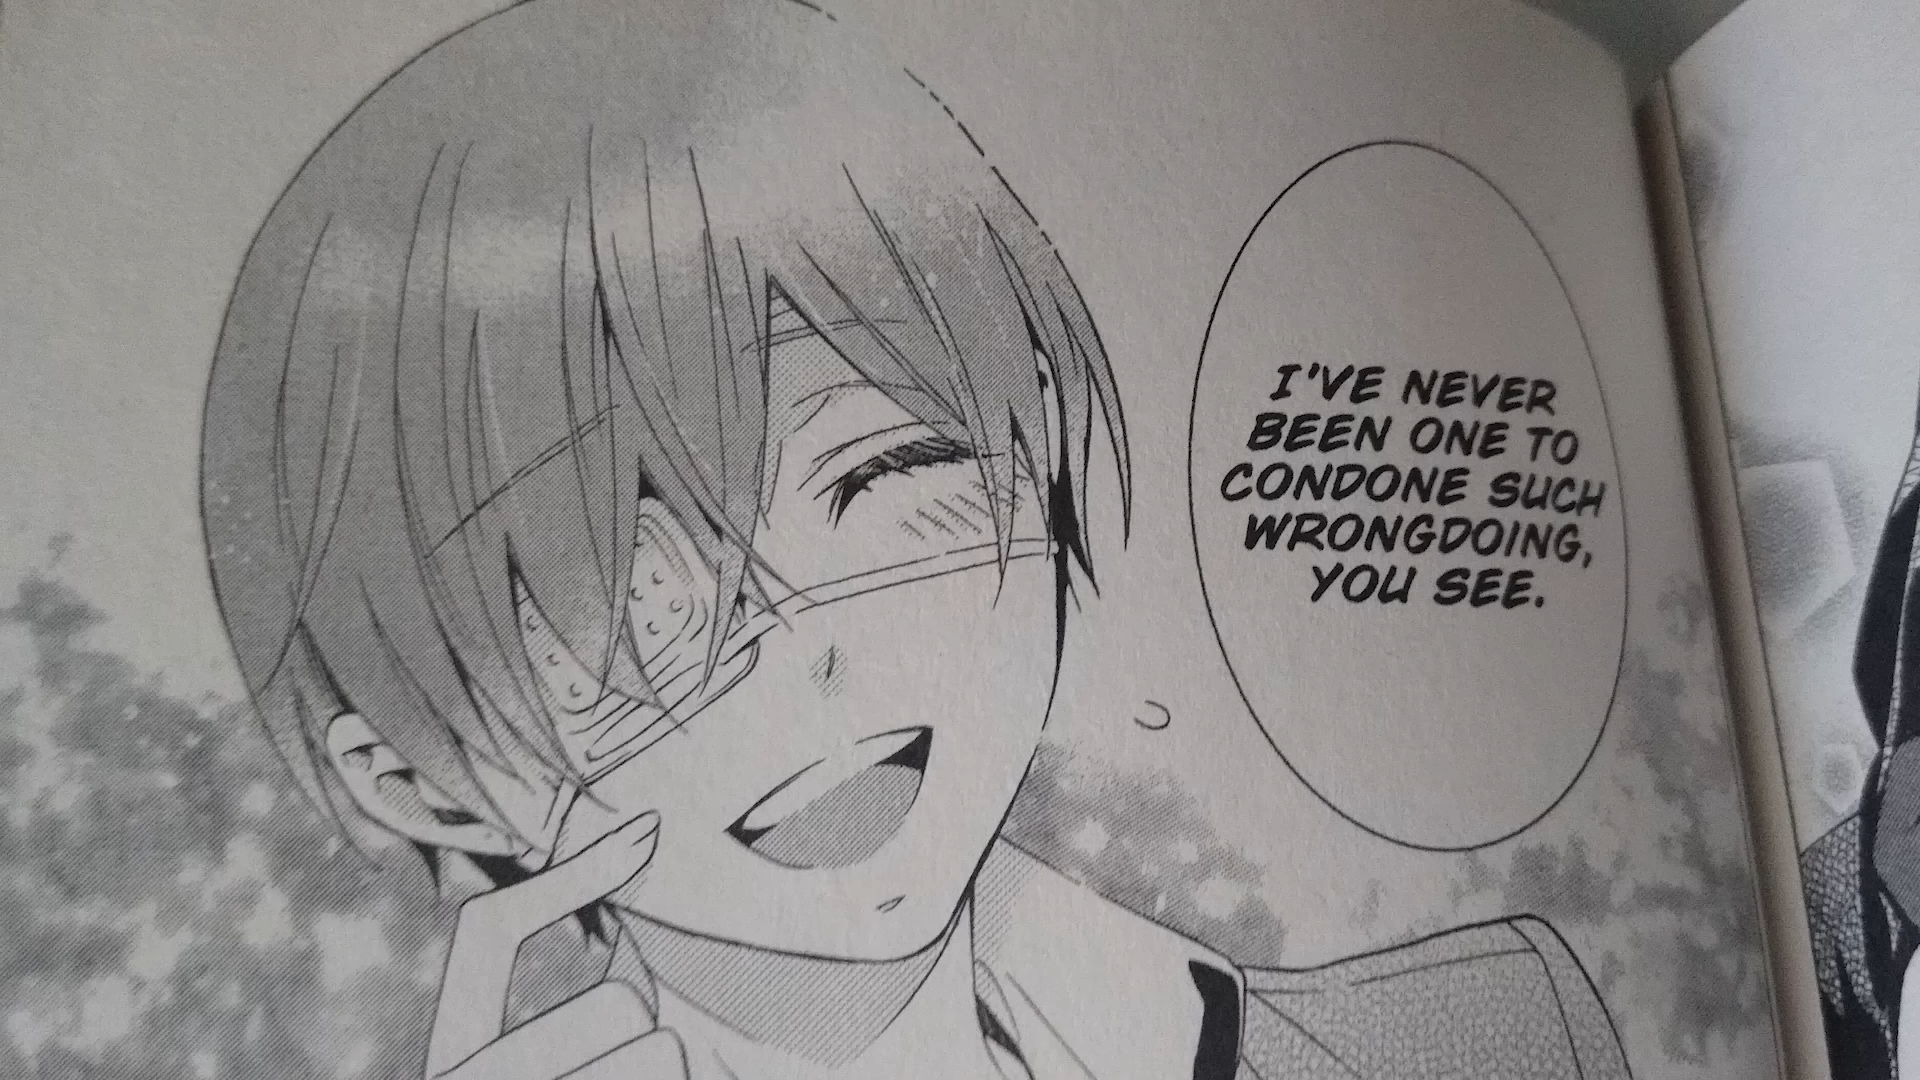 I'VE NEVER
BEEN ONE TO
CONDONE SUCH
WRONGDOING,
YOU SEE.